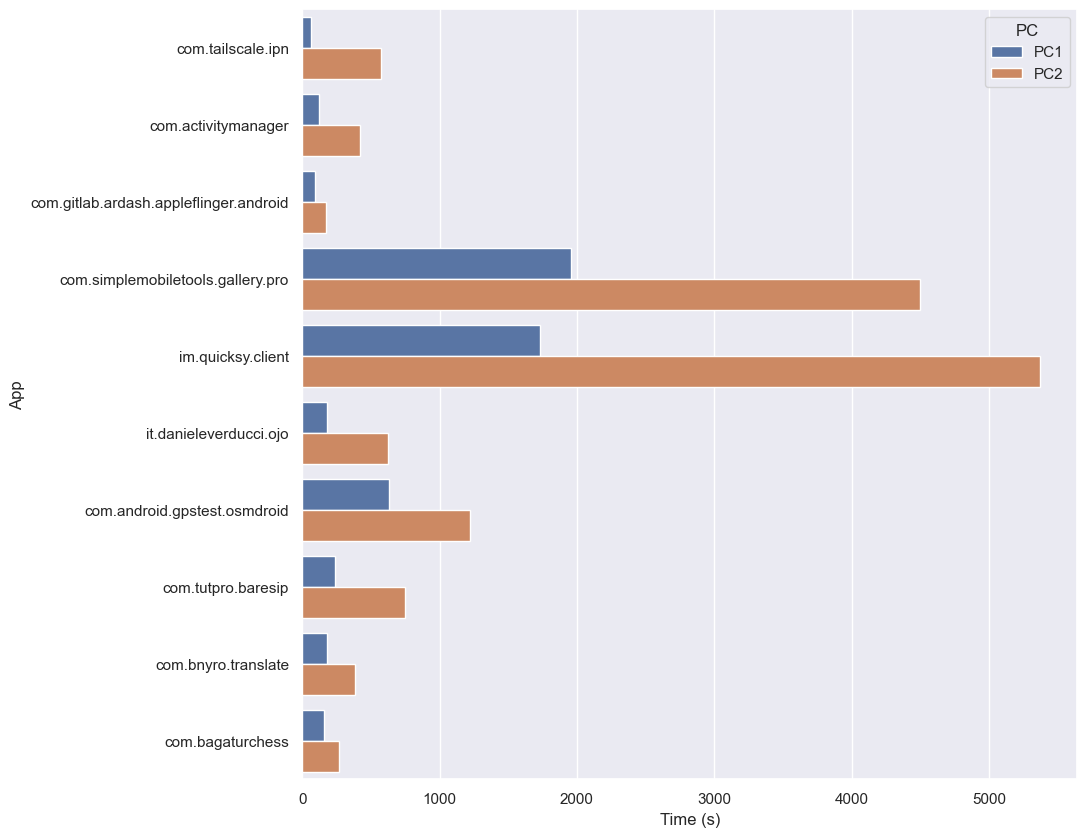 PC
PC1
PC2
com.tailscale.ipn
com.activitymanager
com.gitlab.ardash.appleflinger.android
com.simplemobiletools.gallery.pro
im.quicksy.client
App
it.danieleverducci.ojo
com.android.gpstest.osmdroid
com.tutpro.baresip
com.bnyro.translate
com.bagaturchess
0 1000 2000 3000 4000 5000
Time (s)